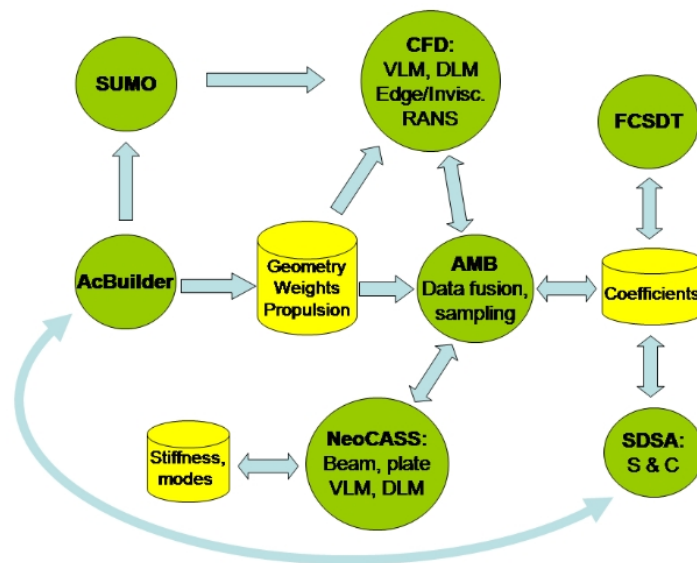 CFD:
VLM, DLM
Edge/Invisc.
RANS
SUMO
FCSDT
AcBuilder
Geometry
Weights
Propulsion
AMB
Data fusion,
sampling
Coefficients
NeoCASS:
Beam, plate
VLM, DLM
Stiffness,
modes
SDSA:
S & C